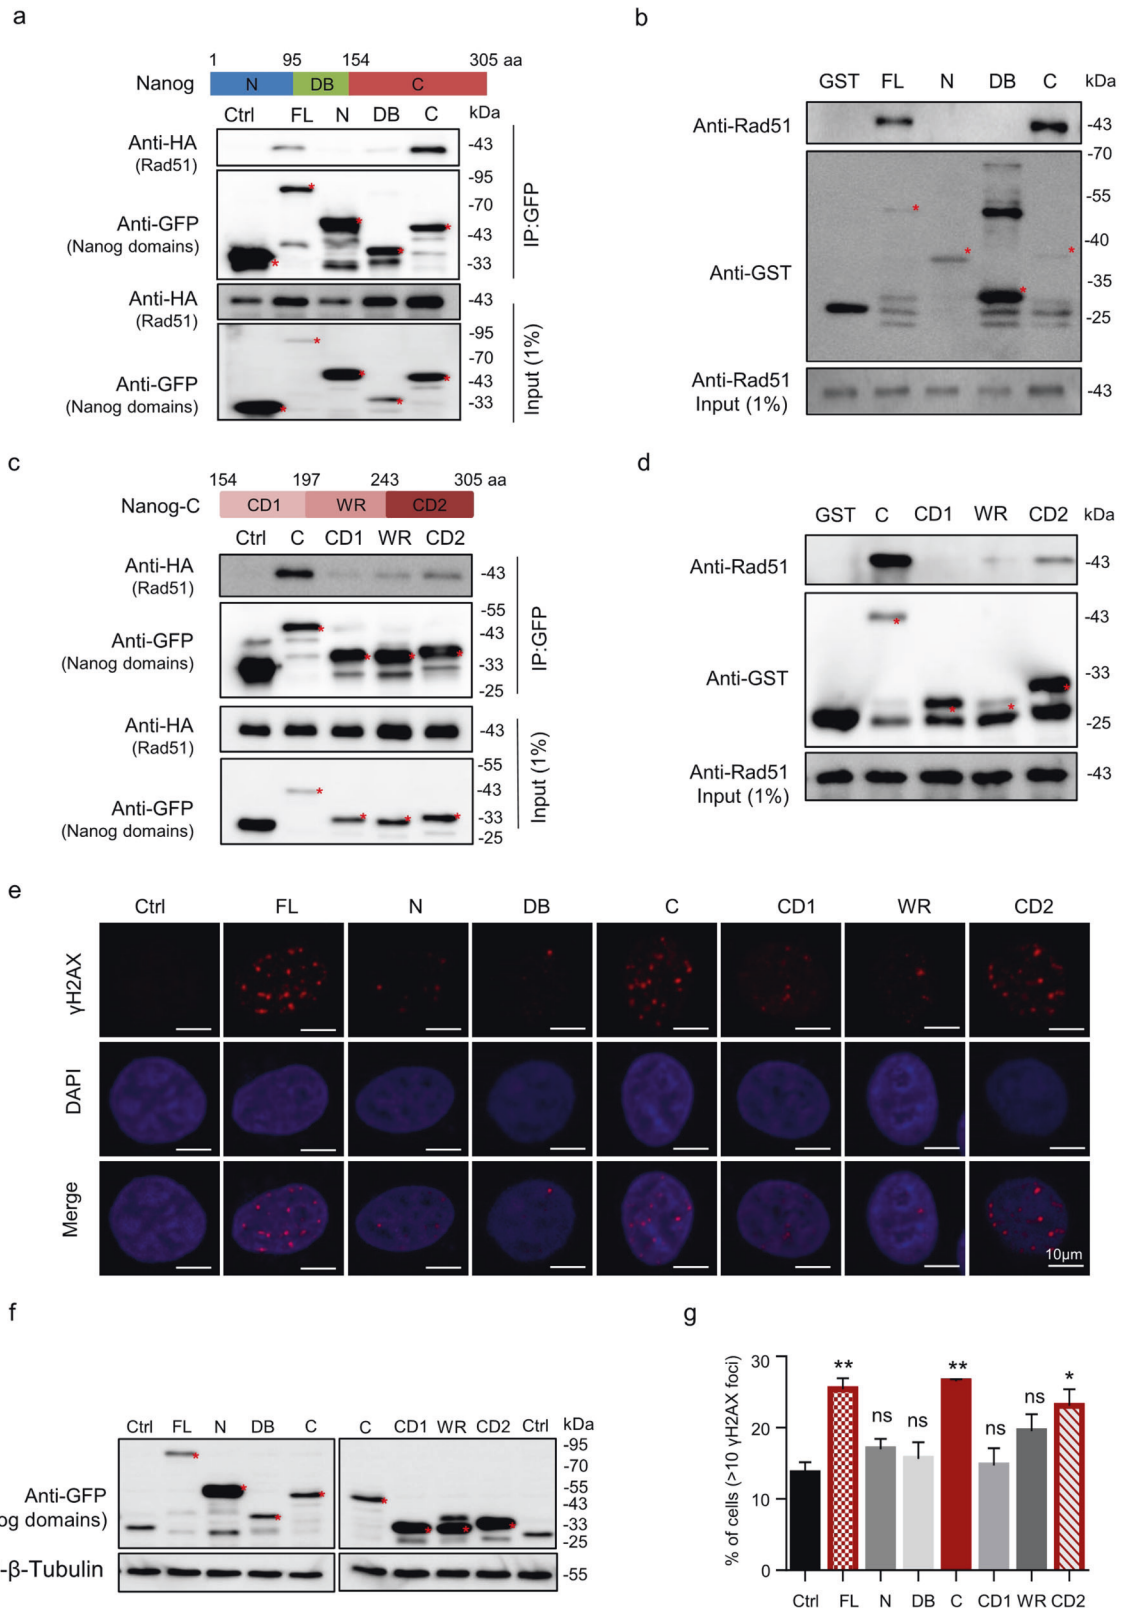 a
1 95 154 305 aa
Nanog N DB C
Ctrl FL N DB C kDa
Anti-HA
(Rad51)
-43
Anti-GFP
(Nanog domains)
-95
-70
-43
-33
IP:GFP
Anti-HA
(Rad51)
-43
Anti-GFP
(Nanog domains)
-95
-70
-43
-33
Input (1%)
b
GST FL N DB C kDa
Anti-Rad51
-43
Anti-GST
-70
-55
-40
-35
-25
Anti-Rad51
Input (1%)
-43
c
154 197 243 305 aa
Nanog-C CD1 WR CD2
Ctrl C CD1 WR CD2
Anti-HA
(Rad51)
-43
Anti-GFP
(Nanog domains)
-55
-43
-33
-25
IP:GFP
Anti-HA
(Rad51)
-43
Anti-GFP
(Nanog domains)
-55
-43
-33
-25
Input (1%)
d
GST C CD1 WR CD2 kDa
Anti-Rad51
-43
Anti-GST
-43
-33
-25
Anti-Rad51
Input (1%)
-43
e
Ctrl FL N DB C CD1 WR CD2
γH2AX
DAPI
Merge
10μm
f
Ctrl FL N DB C C CD1 WR CD2 Ctrl kDa
Anti-GFP
og domains)
-95
-70
-55
-43
-33
-25
-β-Tubulin
-55
g
% of cells (>10 γH2AX foci)
30
20
10
0
** ns ns ** ns ns *
Ctrl FL N DB C CD1 WR CD2